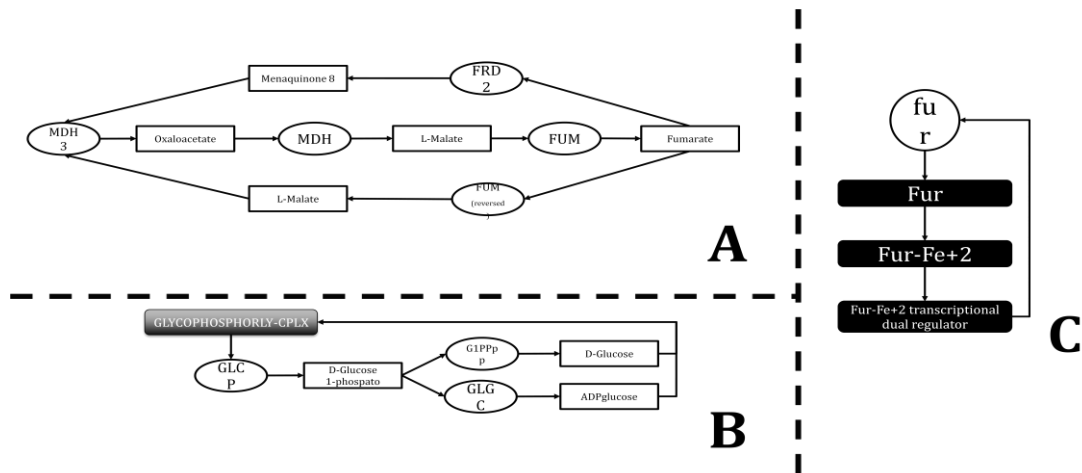 Menaquinone 8
FRD
2
MDH
3
Oxaloacetate
MDH
L-Malate
FUM
Fumarate
L-Malate
FUM
(reversed
)
A
GLYCOPHOSPHORLY-CPLX
GLC
P
D-Glucose
1-phospato
G1PPp
p
D-Glucose
GLG
C
ADPglucose
B
fu
r
Fur
Fur-Fe+2
Fur-Fe+2 transcriptional
dual regulator
C